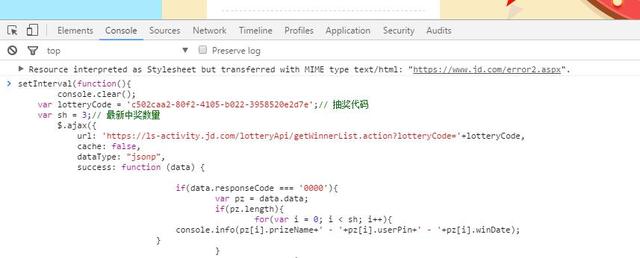 Elements Console Sources Network Timeline Profiles Application Security Audits
top Preserve log
Resource interpreted as Stylesheet but transferred with MIME type text/html: "https://www.jd.com/error2.aspx".
setInterval(function(){
console.clear();
var lotteryCode = 'c502caa2-80f2-4105-b022-3958520e2d7e';// 抽奖代码
var sh = 3;// 最新中奖数量
$.ajax({
url: 'https://ls-activity.jd.com/lotteryApi/getWinnerList.action?lotteryCode='+lotteryCode,
cache: false,
dataType: "jsonp",
success: function (data) {
if(data.responseCode === '0000'){
var pz = data.data;
if(pz.length){
for(var i = 0; i < sh; i++){
console.info(pz[i].prizeName+' - '+pz[i].userPin+' - '+pz[i].winDate);
}
}